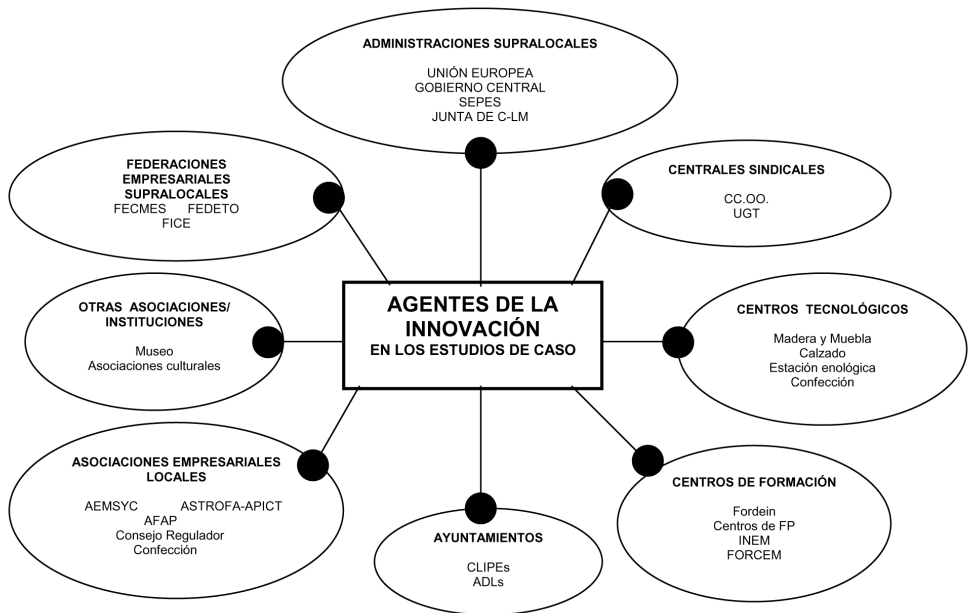 ADMINISTRACIONES SUPRALOCALES
UNIÓN EUROPEA
GOBIERNO CENTRAL
SEPES
JUNTA DE C-LM
FEDERACIONES
EMPRESARIALES
SUPRALOCALES
FECMES FEDETO
FICE
CENTRALES SINDICALES
CC.OO.
UGT
AGENTES DE LA
INNOVACIÓN
EN LOS ESTUDIOS DE CASO
OTRAS ASOCIACIONES/
INSTITUCIONES
Museo
Asociaciones culturales
CENTROS TECNOLÓGICOS
Madera y Muebla
Calzado
Estación enológica
Confección
ASOCIACIONES EMPRESARIALES
LOCALES
AEMSYC ASTROFA-APICT
AFAP
Consejo Regulador
Confección
AYUNTAMIENTOS
CLIPEs
ADLs
CENTROS DE FORMACIÓN
Fordein
Centros de FP
INEM
FORCEM